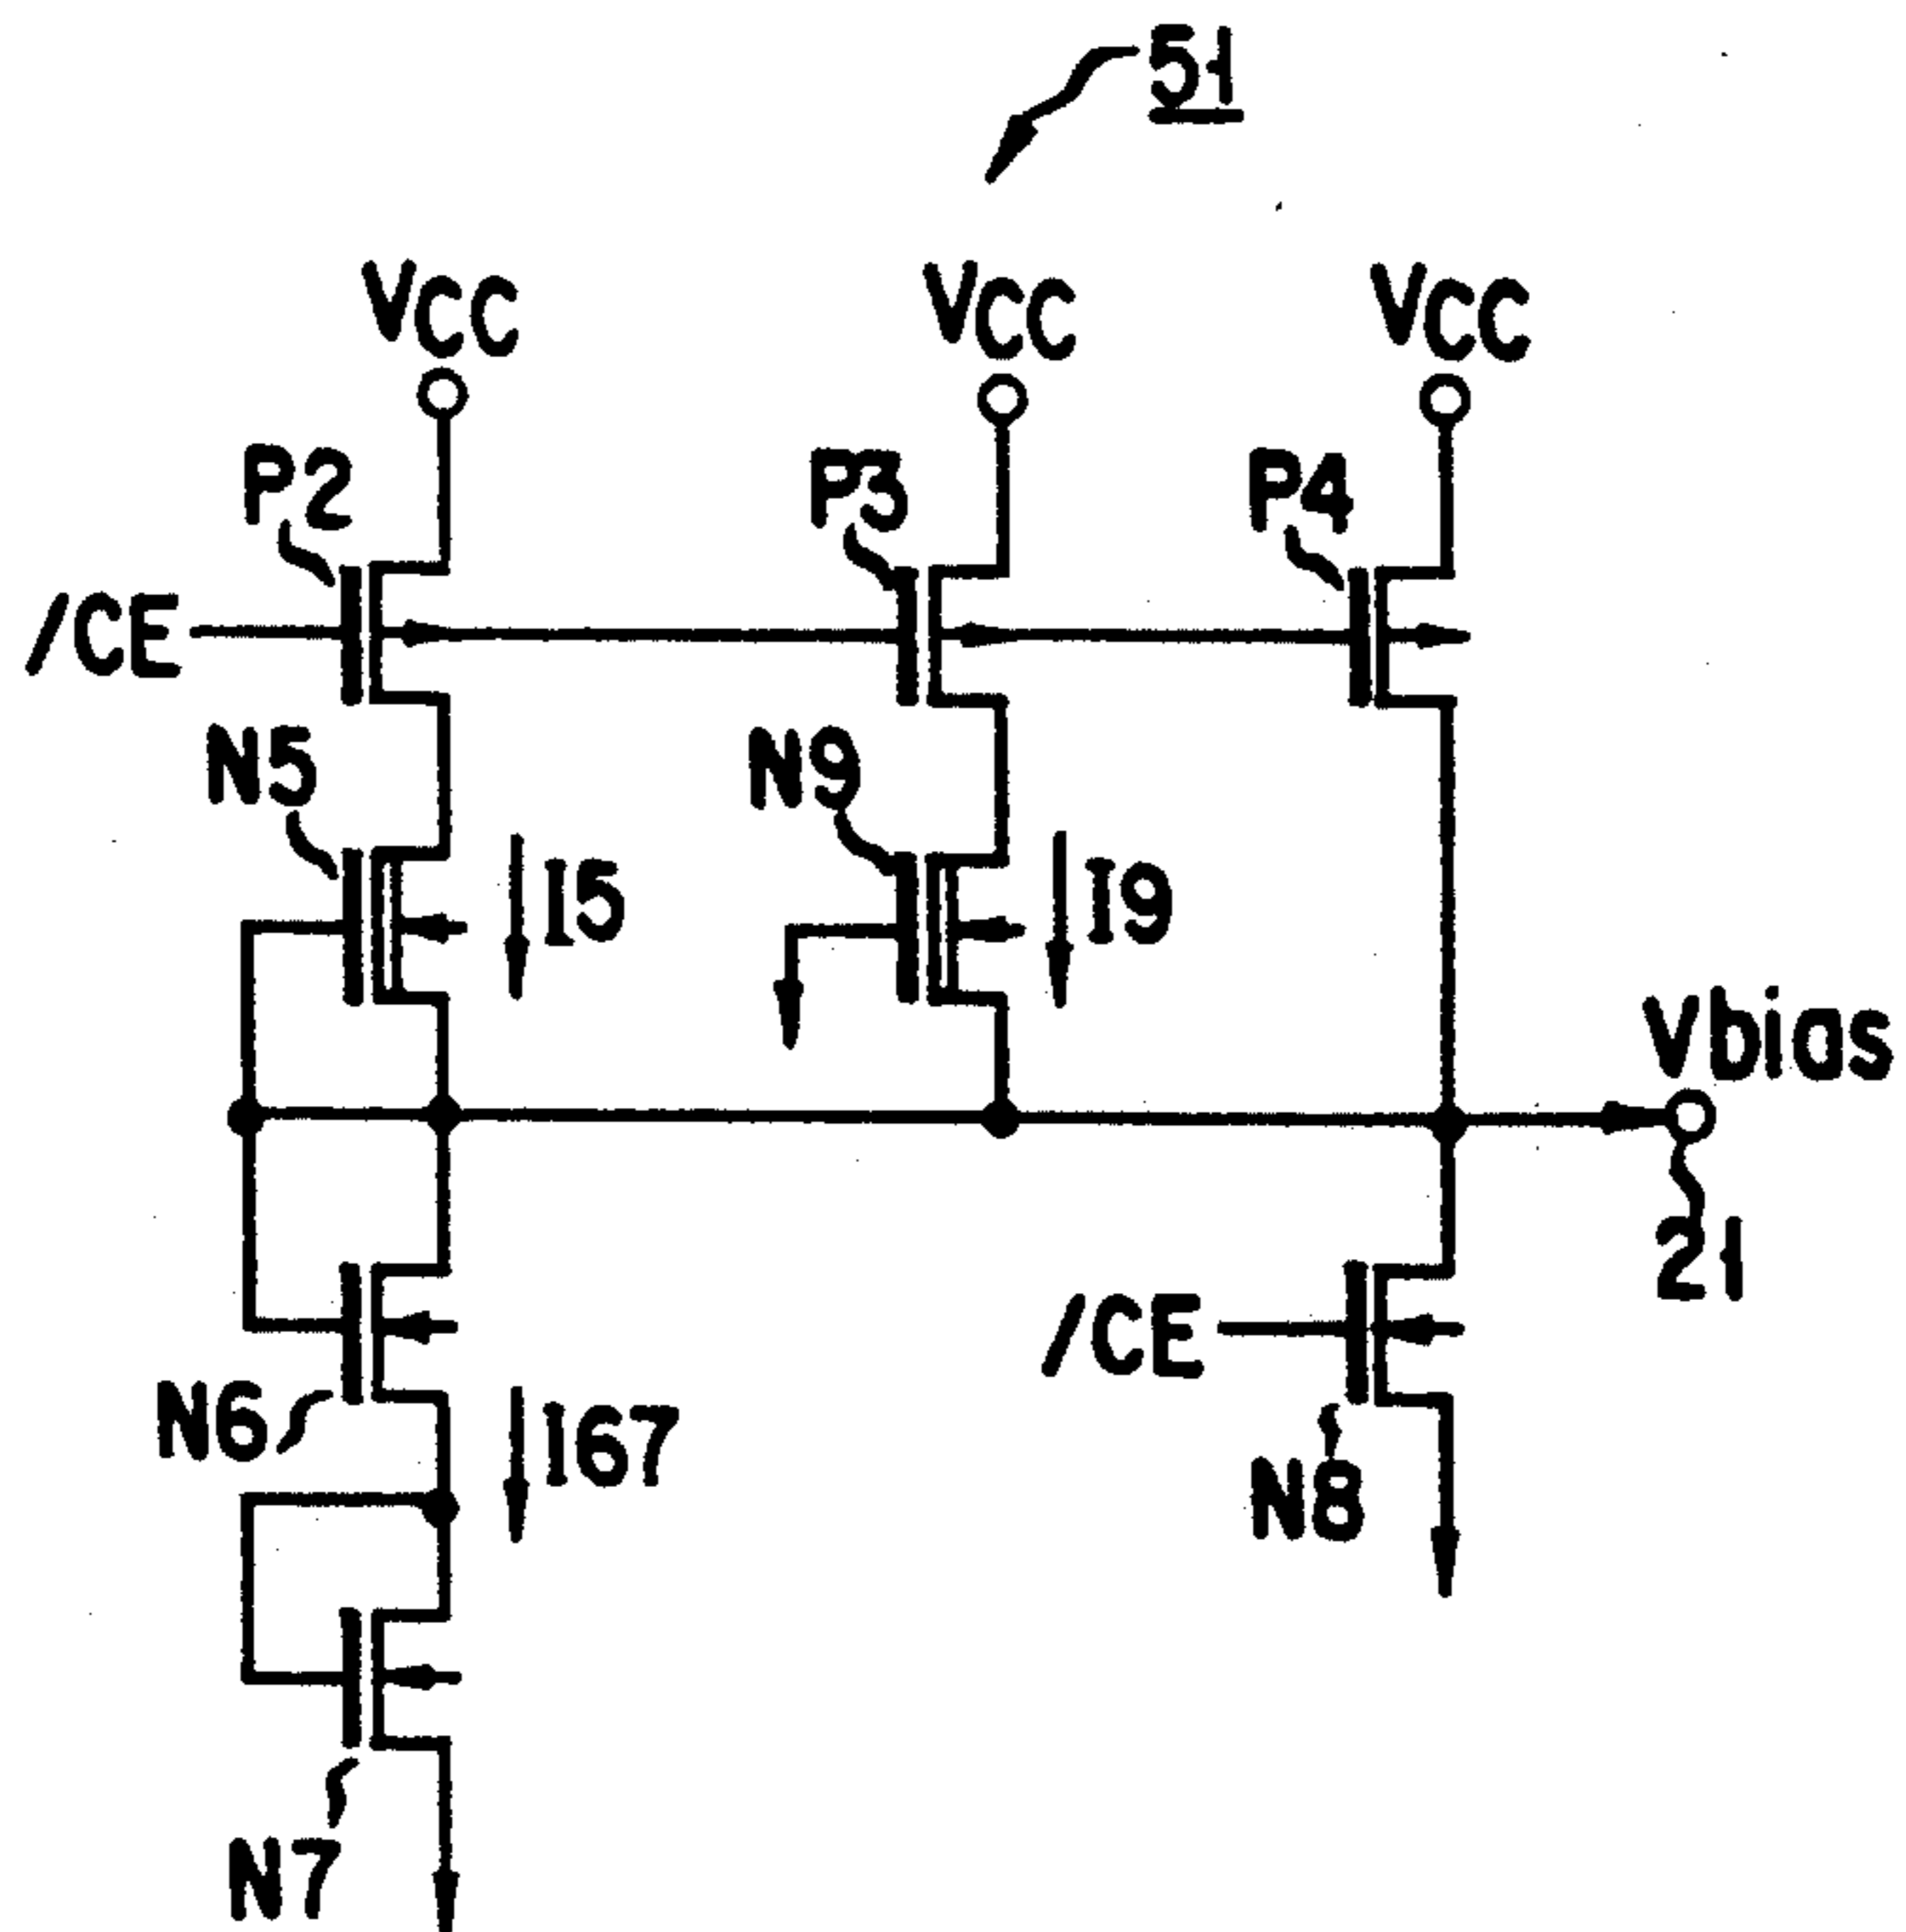 51
VCC VCC VCC
P2 P3 P4
/CE
N5 N9
I5 I9
Vbias
21
/CE
N6 I67
N8
N7